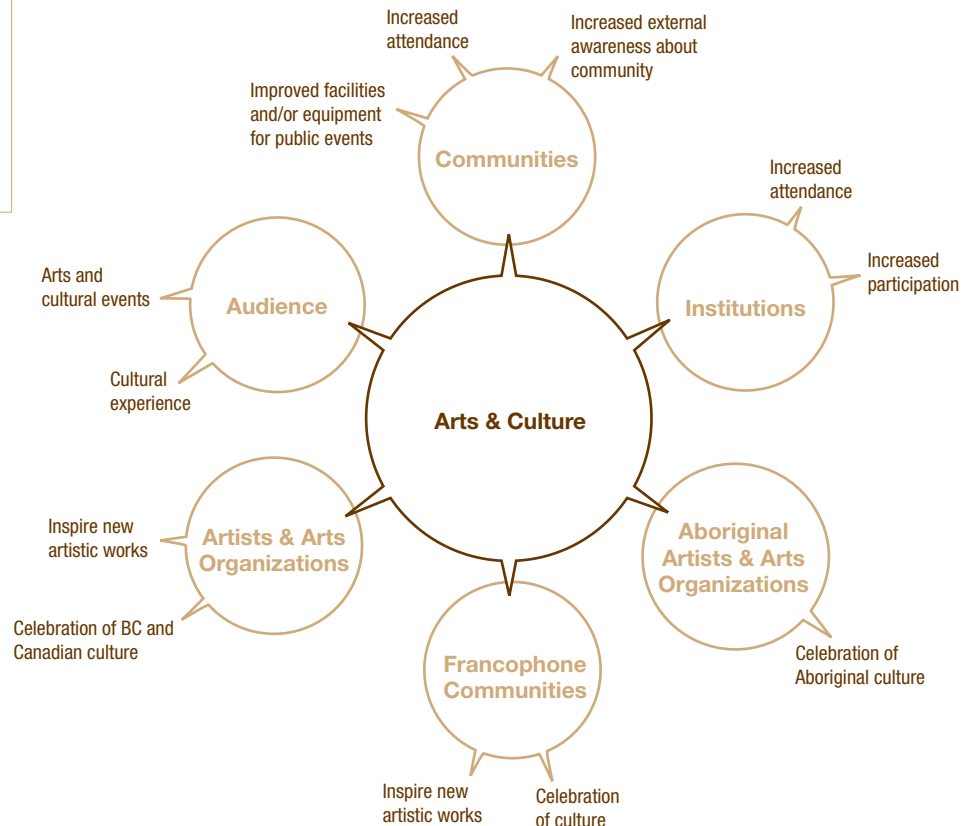 Increased
attendance
Increased external
awareness about
community
Improved facilities
and/or equipment
for public events
Communities
Increased
attendance
Increased
participation
Institutions
Arts and
cultural events
Audience
Cultural
experience
Arts & Culture
Inspire new
artistic works
Artists & Arts
Organizations
Celebration of BC and
Canadian culture
Aboriginal
Artists & Arts
Organizations
Celebration of
Aboriginal culture
Francophone
Communities
Inspire new
artistic works
Celebration
of culture